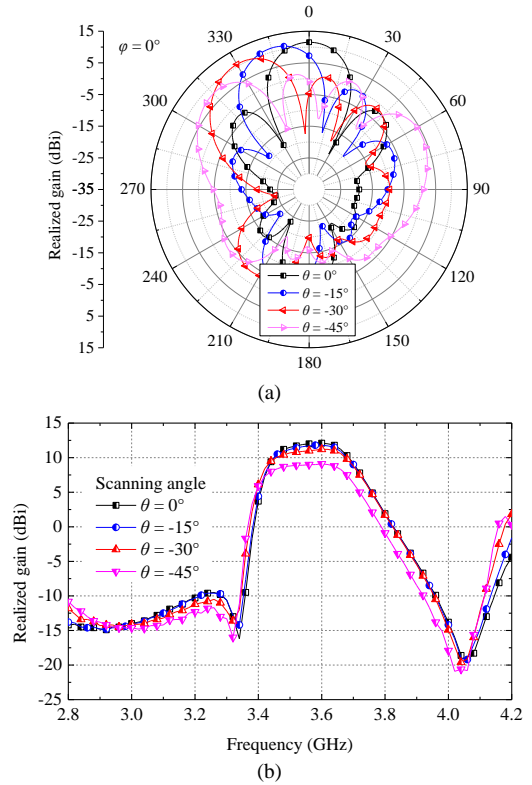 0
30
60
90
120
150
180
210
240
270
300
330
15
5
-5
-15
-25
-35
-25
-15
-5
5
15
Realized gain (dBi)
φ = 0°
θ = 0°
θ = -15°
θ = -30°
θ = -45°
(a)
15
10
5
0
-5
-10
-15
-20
-25
Realized gain (dBi)
Scanning angle
θ = 0°
θ = -15°
θ = -30°
θ = -45°
2.8 3.0 3.2 3.4 3.6 3.8 4.0 4.2
Frequency (GHz)
(b)